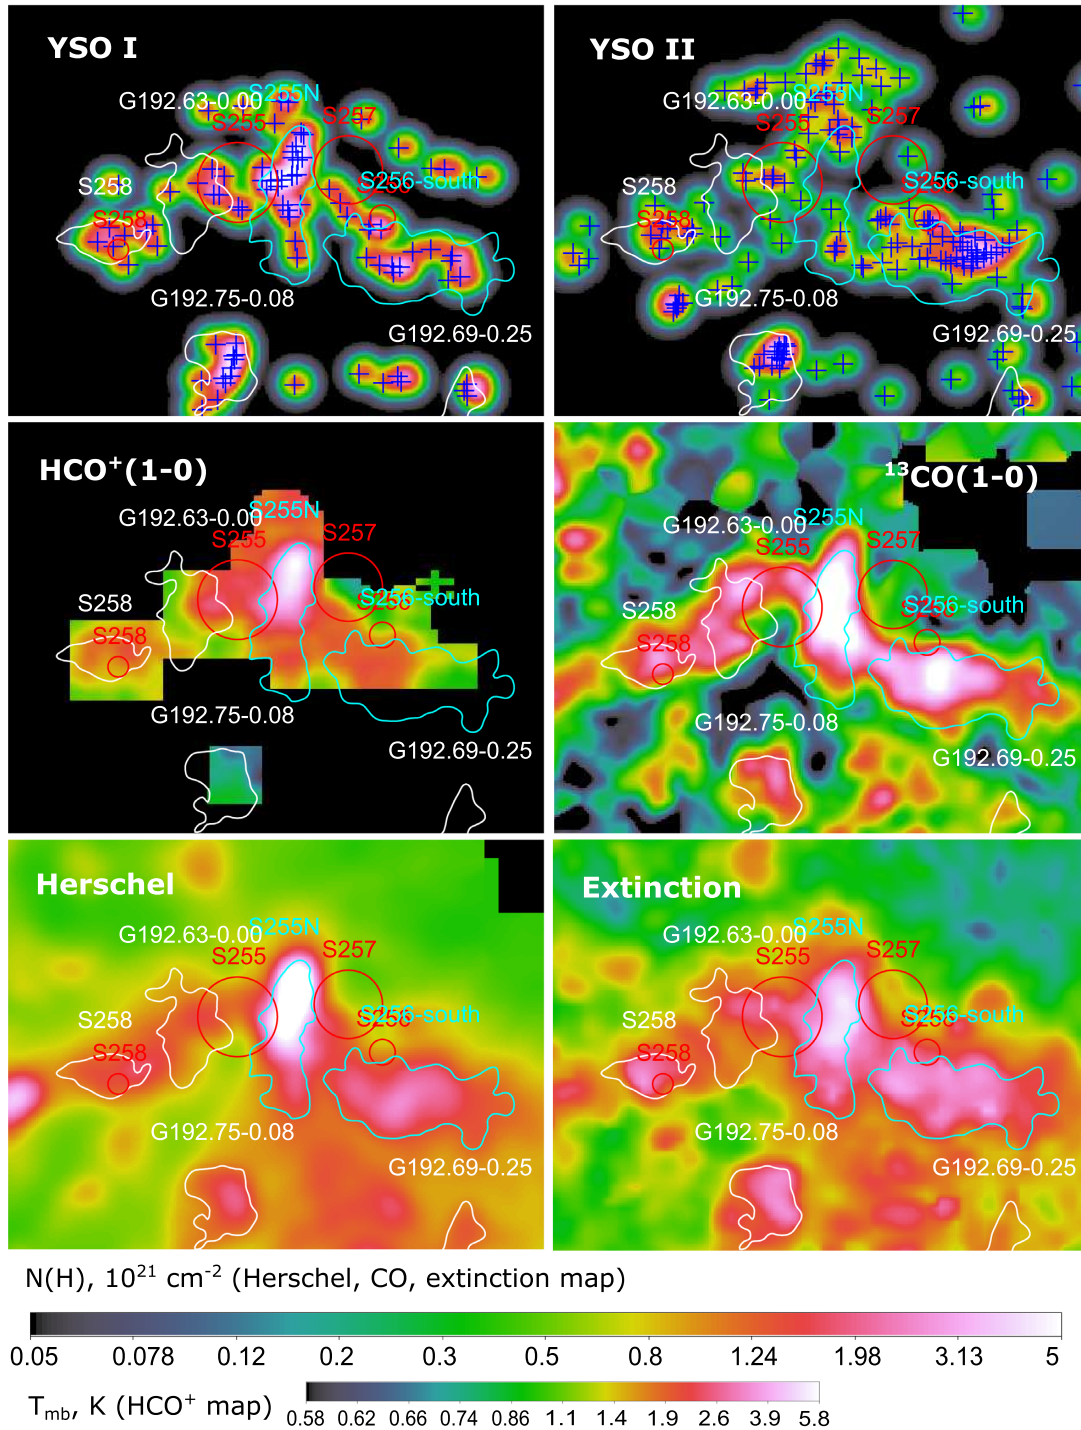 YSO I
S255N
G192.63-0.00
S255
S257
S256-south
S258
S258
G192.75-0.08
G192.69-0.25
YSO II
S255N
G192.63-0.00
S255
S257
S256-south
S258
S258
G192.75-0.08
G192.69-0.25
HCO+(1-0)
S255N
G192.63-0.00
S255
S257
S256
S256-south
S258
S258
G192.75-0.08
G192.69-0.25
13CO(1-0)
S255N
G192.63-0.00
S255
S257
S256
S256-south
S258
S258
G192.75-0.08
G192.69-0.25
Herschel
S255N
G192.63-0.00
S255
S257
S256
S256-south
S258
S258
G192.75-0.08
G192.69-0.25
Extinction
S255N
G192.63-0.00
S255
S257
S256
S256-south
S258
S258
G192.75-0.08
G192.69-0.25
N(H), 10²¹ cm⁻² (Herschel, CO, extinction map)
0.05 0.078 0.12 0.2 0.3 0.5 0.8 1.24 1.98 3.13 5
Tmb, K (HCO+ map)
0.58 0.62 0.66 0.74 0.86 1.1 1.4 1.9 2.6 3.9 5.8